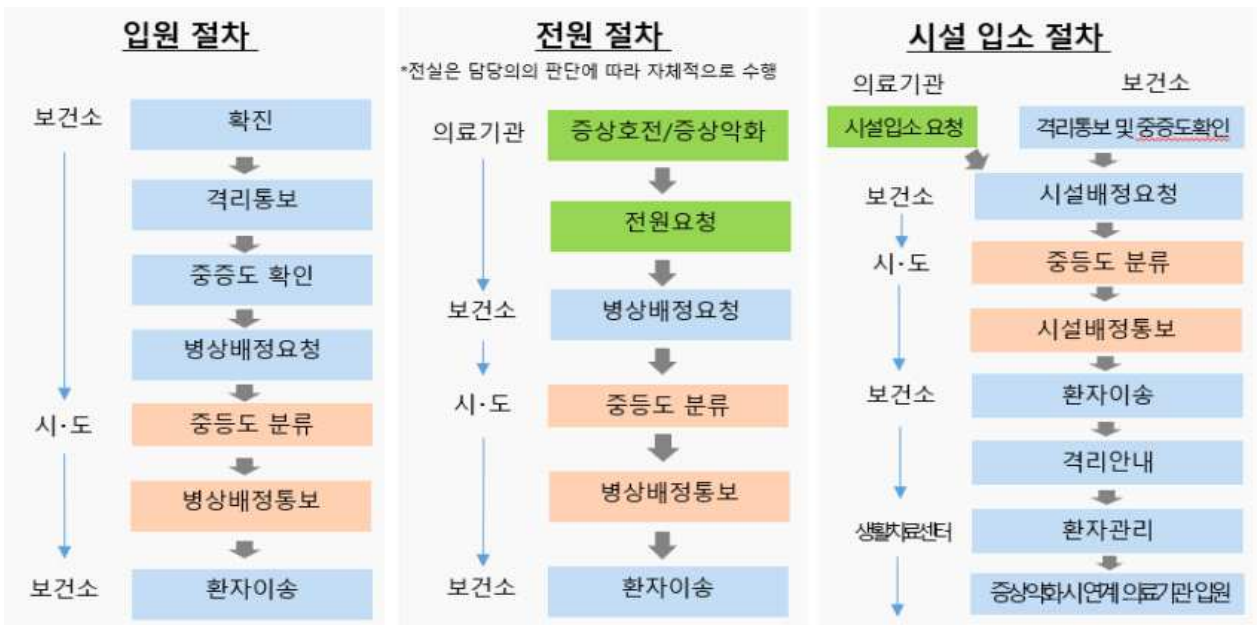 입원 절차
보건소
확진
격리통보
중증도 확인
병상배정요청
시·도
중등도 분류
병상배정통보
보건소
환자이송
전원 절차
*전실은 담당의의 판단에 따라 자체적으로 수행
의료기관
증상호전/증상악화
전원요청
보건소
병상배정요청
시·도
중등도 분류
병상배정통보
보건소
환자이송
시설 입소 절차
의료기관
보건소
시설입소 요청
격리통보 및 중증도확인
보건소
시설배정요청
시·도
중등도 분류
시설배정통보
보건소
환자이송
격리안내
생활치료센터
환자관리
증상악화시 연계 의료기관 입원